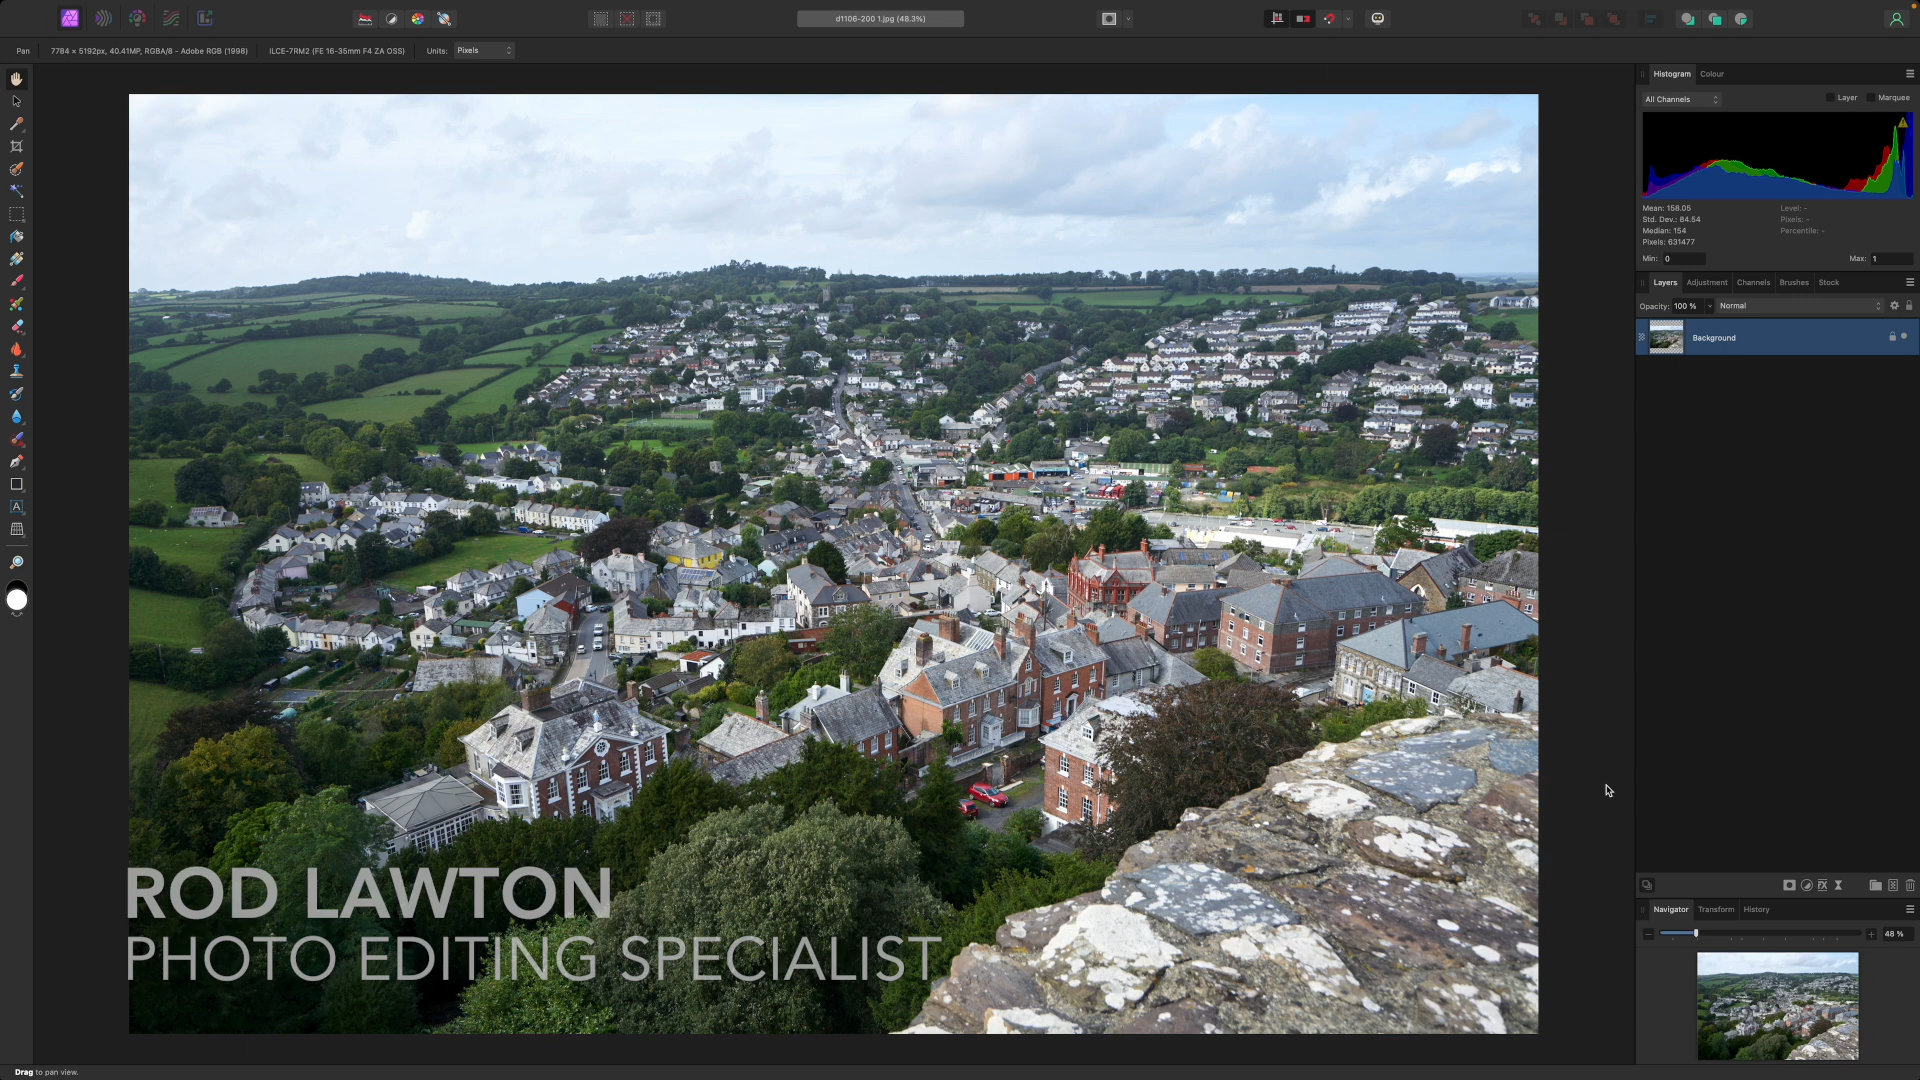 d1106-200 1.jpg (48.3%)
Pan 7784 × 5192px, 40.41MP, RGBA/8 - Adobe RGB (1998) ILCE-7RM2 (FE 16-35mm F4 ZA OSS) Units: Pixels
Histogram Colour
All Channels Layer Marquee
Mean: 158.05 Level: -
Std. Dev.: 84.54 Pixels: -
Median: 154 Percentile: -
Pixels: 631477
Min: 0 Max: 1
Layers Adjustment Channels Brushes Stock
Opacity: 100 % Normal
Background
ROD LAWTON
PHOTO EDITING SPECIALIST
Navigator Transform History
48 %
Drag to pan view.